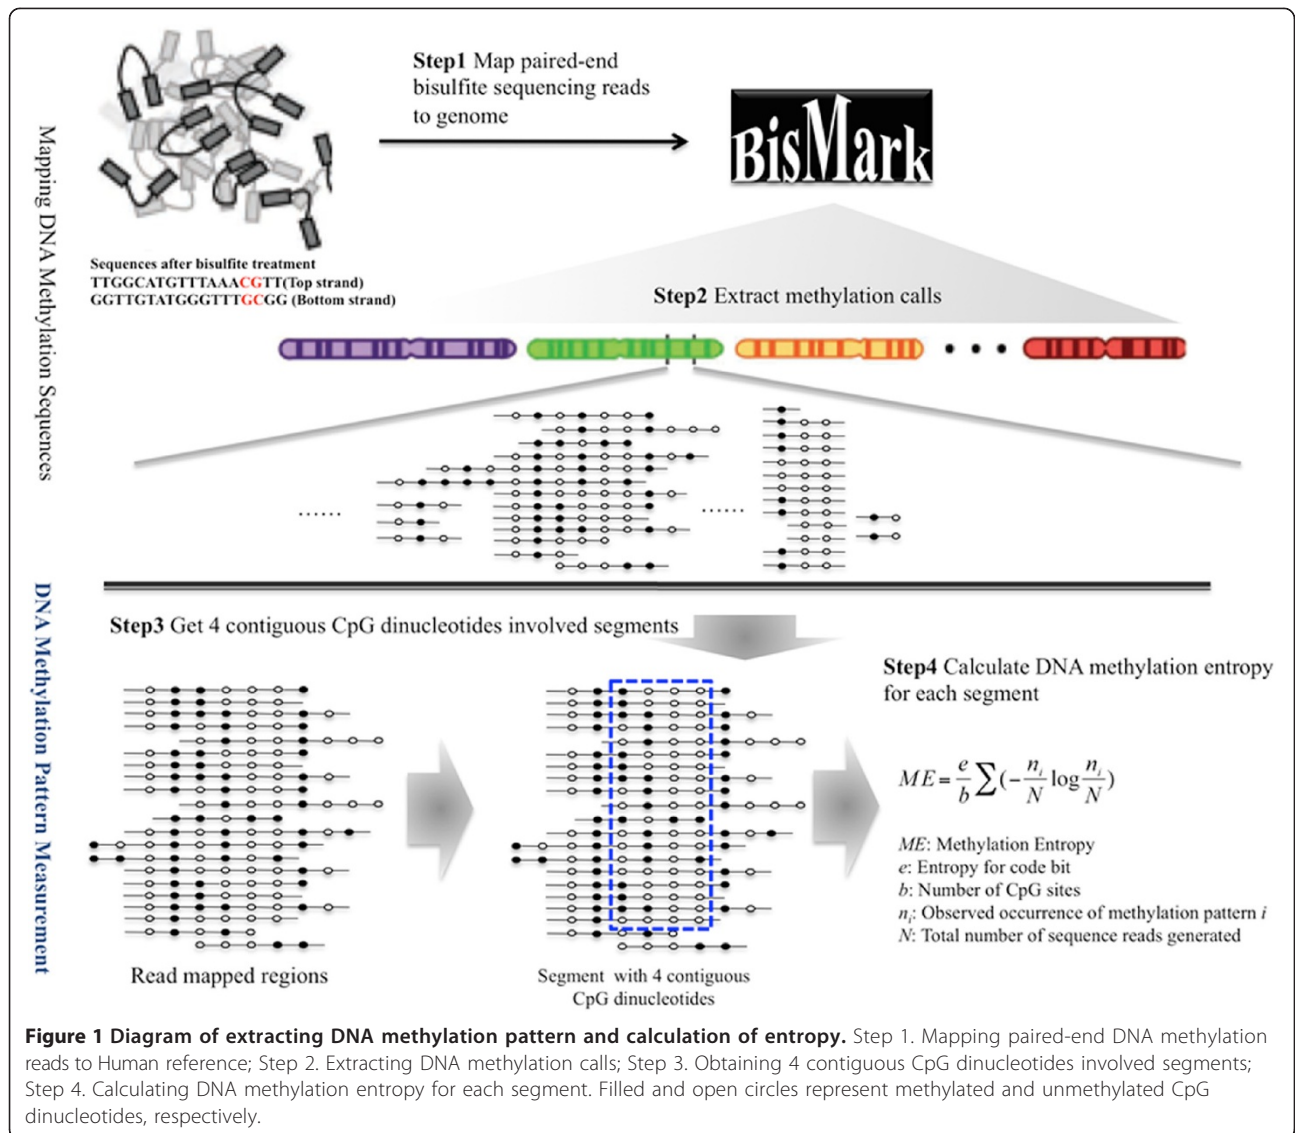 Mapping DNA Methylation Sequences
Step1 Map paired-end
bisulfite sequencing reads
to genome
BisMark
Sequences after bisulfite treatment
TTGGCATGTTTAAACGTT(Top strand)
GGTTGTATGGGTTTGCGG (Bottom strand)
Step2 Extract methylation calls
......
......
DNA Methylation Pattern Measurement
Step3 Get 4 contiguous CpG dinucleotides involved segments
Step4 Calculate DNA methylation entropy
for each segment
ME = e/b ∑(-n_i/N log n_i/N)
ME: Methylation Entropy
e: Entropy for code bit
b: Number of CpG sites
n_i: Observed occurrence of methylation pattern i
N: Total number of sequence reads generated
Read mapped regions
Segment with 4 contiguous
CpG dinucleotides
Figure 1 Diagram of extracting DNA methylation pattern and calculation of entropy. Step 1. Mapping paired-end DNA methylation
reads to Human reference; Step 2. Extracting DNA methylation calls; Step 3. Obtaining 4 contiguous CpG dinucleotides involved segments;
Step 4. Calculating DNA methylation entropy for each segment. Filled and open circles represent methylated and unmethylated CpG
dinucleotides, respectively.